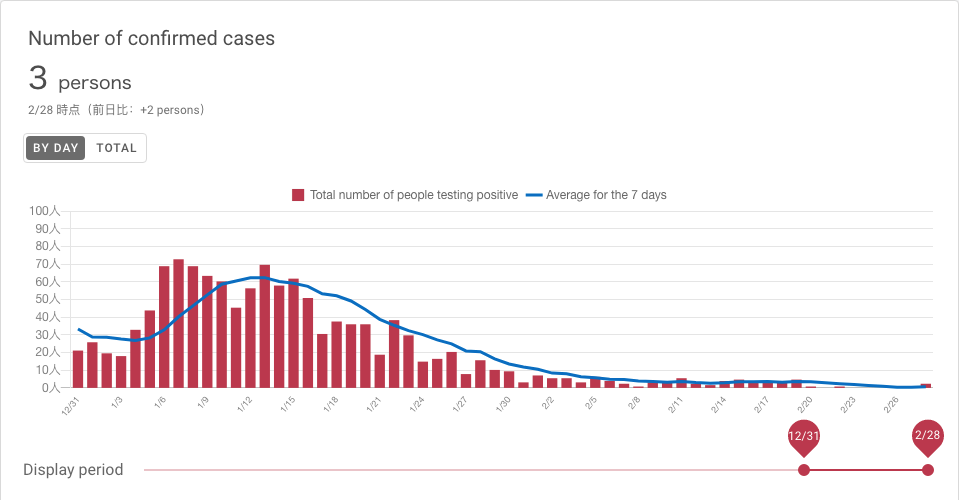 Number of confirmed cases
3 persons
2/28 時点（前日比：+2 persons）
BY DAY TOTAL
Total number of people testing positive Average for the 7 days
100人
90人
80人
70人
60人
50人
40人
30人
20人
10人
0人
12/31 1/3 1/6 1/9 1/12 1/15 1/18 1/21 1/24 1/27 1/30 2/2 2/5 2/8 2/11 2/14 2/17 2/20 2/23 2/26
12/31 2/28
Display period